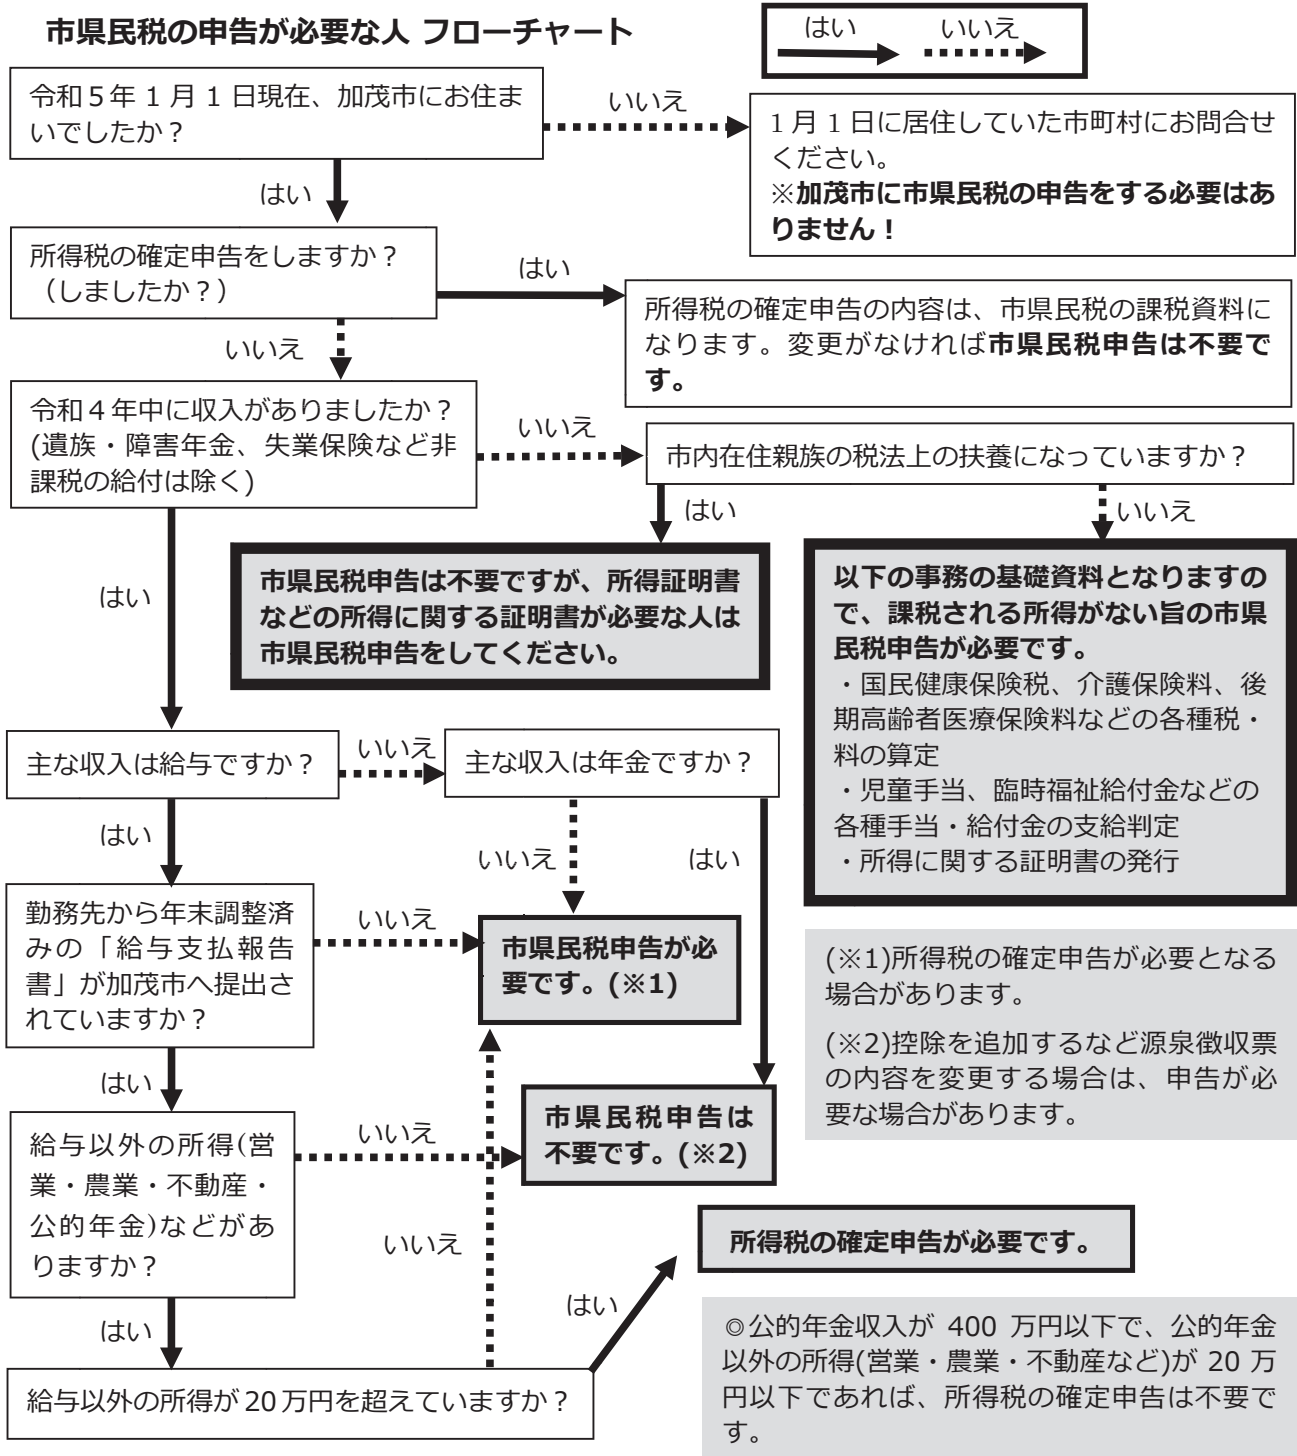 市県民税の申告が必要な人 フローチャート
はい
いいえ
令和5年1月1日現在、加茂市にお住ま
いでしたか？
いいえ
1月1日に居住していた市町村にお問合せ
ください。
※加茂市に市県民税の申告をする必要はあ
りません！
はい
所得税の確定申告をしますか？
（しましたか？）
はい
所得税の確定申告の内容は、市県民税の課税資料に
なります。変更がなければ市県民税申告は不要で
す。
いいえ
令和4年中に収入がありましたか？
(遺族・障害年金、失業保険など非
課税の給付は除く)
いいえ
市内在住親族の税法上の扶養になっていますか？
はい
いいえ
市県民税申告は不要ですが、所得証明書
などの所得に関する証明書が必要な人は
市県民税申告をしてください。
以下の事務の基礎資料となりますの
で、課税される所得がない旨の市県
民税申告が必要です。
・国民健康保険税、介護保険料、後
期高齢者医療保険料などの各種税・
料の算定
・児童手当、臨時福祉給付金などの
各種手当・給付金の支給判定
・所得に関する証明書の発行
はい
主な収入は給与ですか？
いいえ
主な収入は年金ですか？
はい
いいえ
はい
勤務先から年末調整済
みの「給与支払報告
書」が加茂市へ提出さ
れていますか？
いいえ
市県民税申告が必
要です。(※1)
(※1)所得税の確定申告が必要となる
場合があります。
(※2)控除を追加するなど源泉徴収票
の内容を変更する場合は、申告が必
要な場合があります。
はい
給与以外の所得(営
業・農業・不動産・
公的年金)などがあ
りますか？
いいえ
市県民税申告は
不要です。(※2)
いいえ
所得税の確定申告が必要です。
はい
はい
給与以外の所得が20万円を超えていますか？
◎公的年金収入が 400 万円以下で、公的年金
以外の所得(営業・農業・不動産など)が 20 万
円以下であれば、所得税の確定申告は不要で
す。